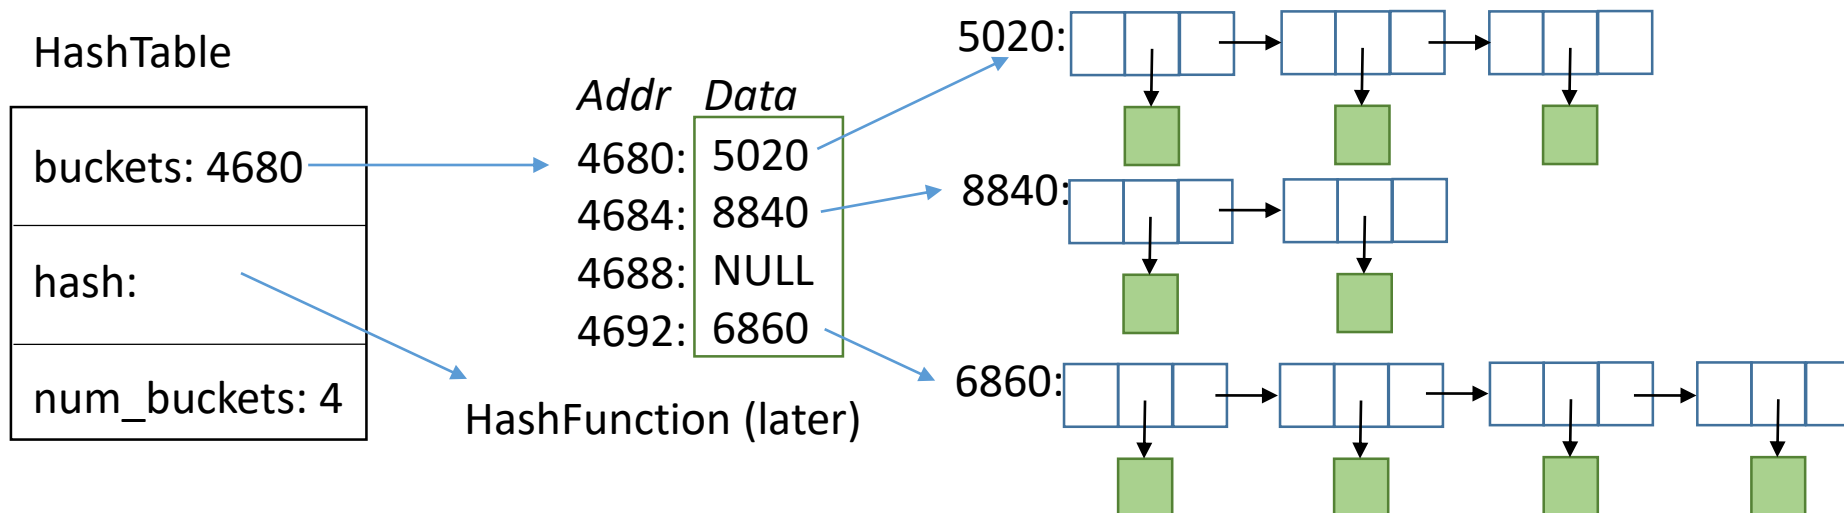 HashTable
buckets: 4680
hash:
num_buckets: 4
Addr Data
4680: 5020
4684: 8840
4688: NULL
4692: 6860
HashFunction (later)
5020:
8840:
6860: